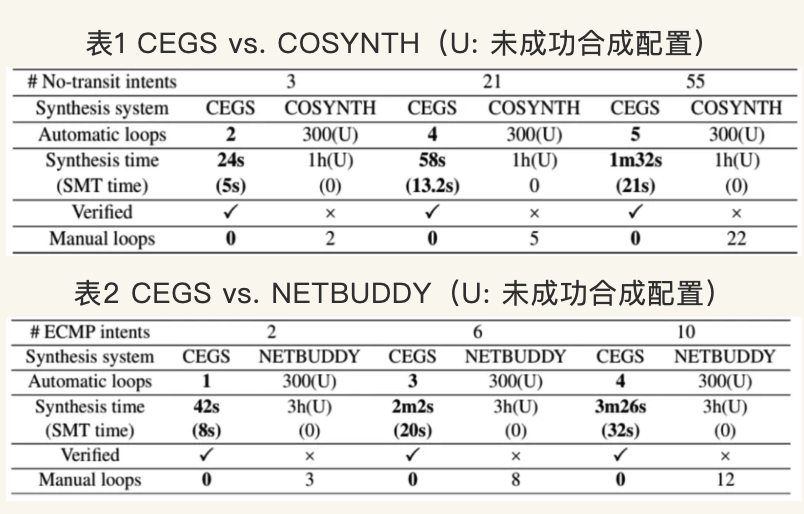 表1 CEGS vs. COSYNTH（U: 未成功合成配置）
# No-transit intents 3 21 55
Synthesis system CEGS COSYNTH CEGS COSYNTH CEGS COSYNTH
Automatic loops 2 300(U) 4 300(U) 5 300(U)
Synthesis time 24s 1h(U) 58s 1h(U) 1m32s 1h(U)
(SMT time) (5s) (0) (13.2s) 0 (21s) (0)
Verified ✓ × ✓ × ✓ ×
Manual loops 0 2 0 5 0 22
表2 CEGS vs. NETBUDDY（U: 未成功合成配置）
# ECMP intents 2 6 10
Synthesis system CEGS NETBUDDY CEGS NETBUDDY CEGS NETBUDDY
Automatic loops 1 300(U) 3 300(U) 4 300(U)
Synthesis time 42s 3h(U) 2m2s 3h(U) 3m26s 3h(U)
(SMT time) (8s) (0) (20s) (0) (32s) (0)
Verified ✓ × ✓ × ✓ ×
Manual loops 0 3 0 8 0 12